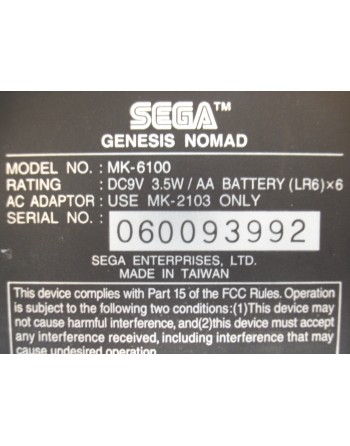 SEGA™
GENESIS NOMAD
MODEL NO. : MK-6100
RATING : DC9V 3.5W / AA BATTERY (LR6)×6
AC ADAPTOR : USE MK-2103 ONLY
SERIAL NO. : 060093992
SEGA ENTERPRISES, LTD.
MADE IN TAIWAN
This device complies with Part 15 of the FCC Rules. Operation
is subject to the following two conditions:(1)This device may
not cause harmful interference, and(2)this device must accept
any interference received, including interference that may
cause undesired operation.